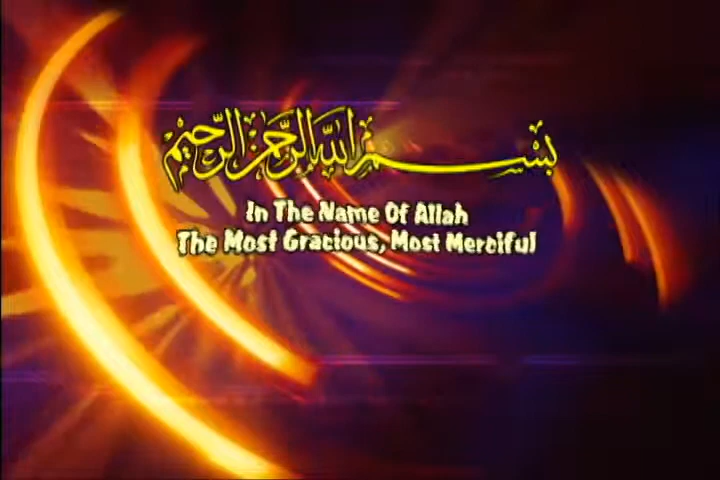 بسم الله الرحمن الرحيم
In The Name Of Allah
The Most Gracious, Most Merciful